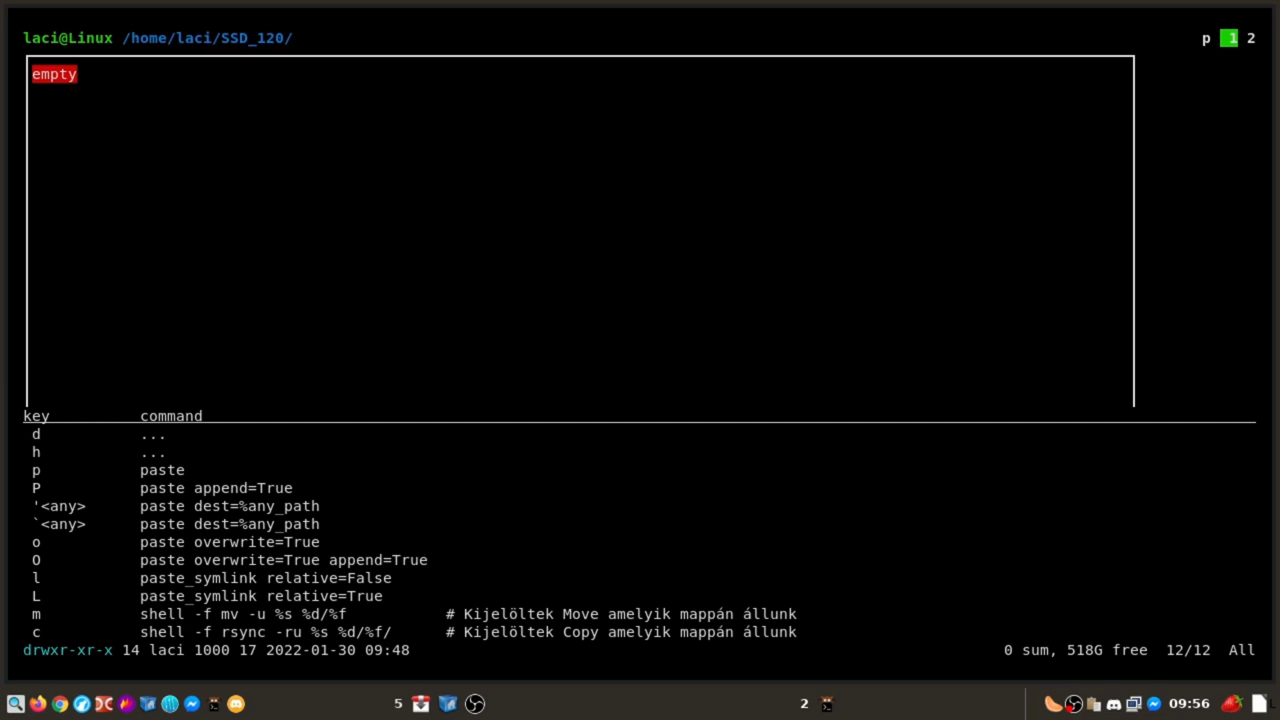 laci@Linux /home/laci/SSD_120/ p 1 2
empty
key command
d ...
h ...
p paste
P paste append=True
'<any> paste dest=%any_path
`<any> paste dest=%any_path
o paste overwrite=True
O paste overwrite=True append=True
l paste_symlink relative=False
L paste_symlink relative=True
m shell -f mv -u %s %d/%f # Kijelöltek Move amelyik mappán állunk
c shell -f rsync -ru %s %d/%f/ # Kijelöltek Copy amelyik mappán állunk
drwxr-xr-x 14 laci 1000 17 2022-01-30 09:48 0 sum, 518G free 12/12 All
5 2 09:56